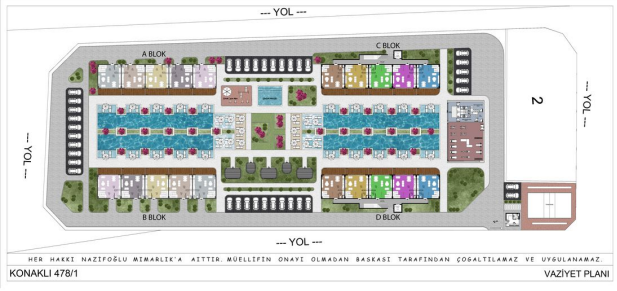 --- YOL ---
A BLOK
C BLOK
--- YOL ---
2
--- YOL ---
B BLOK
D BLOK
--- YOL ---
HER HAKKI NAZİFOĞLU MİMARLIK'A AİTTİR. MÜELLİFİN ONAYI OLMADAN BAŞKASI TARAFINDAN ÇOĞALTILAMAZ VE UYGULANAMAZ.
KONAKLI 478/1
VAZİYET PLANI